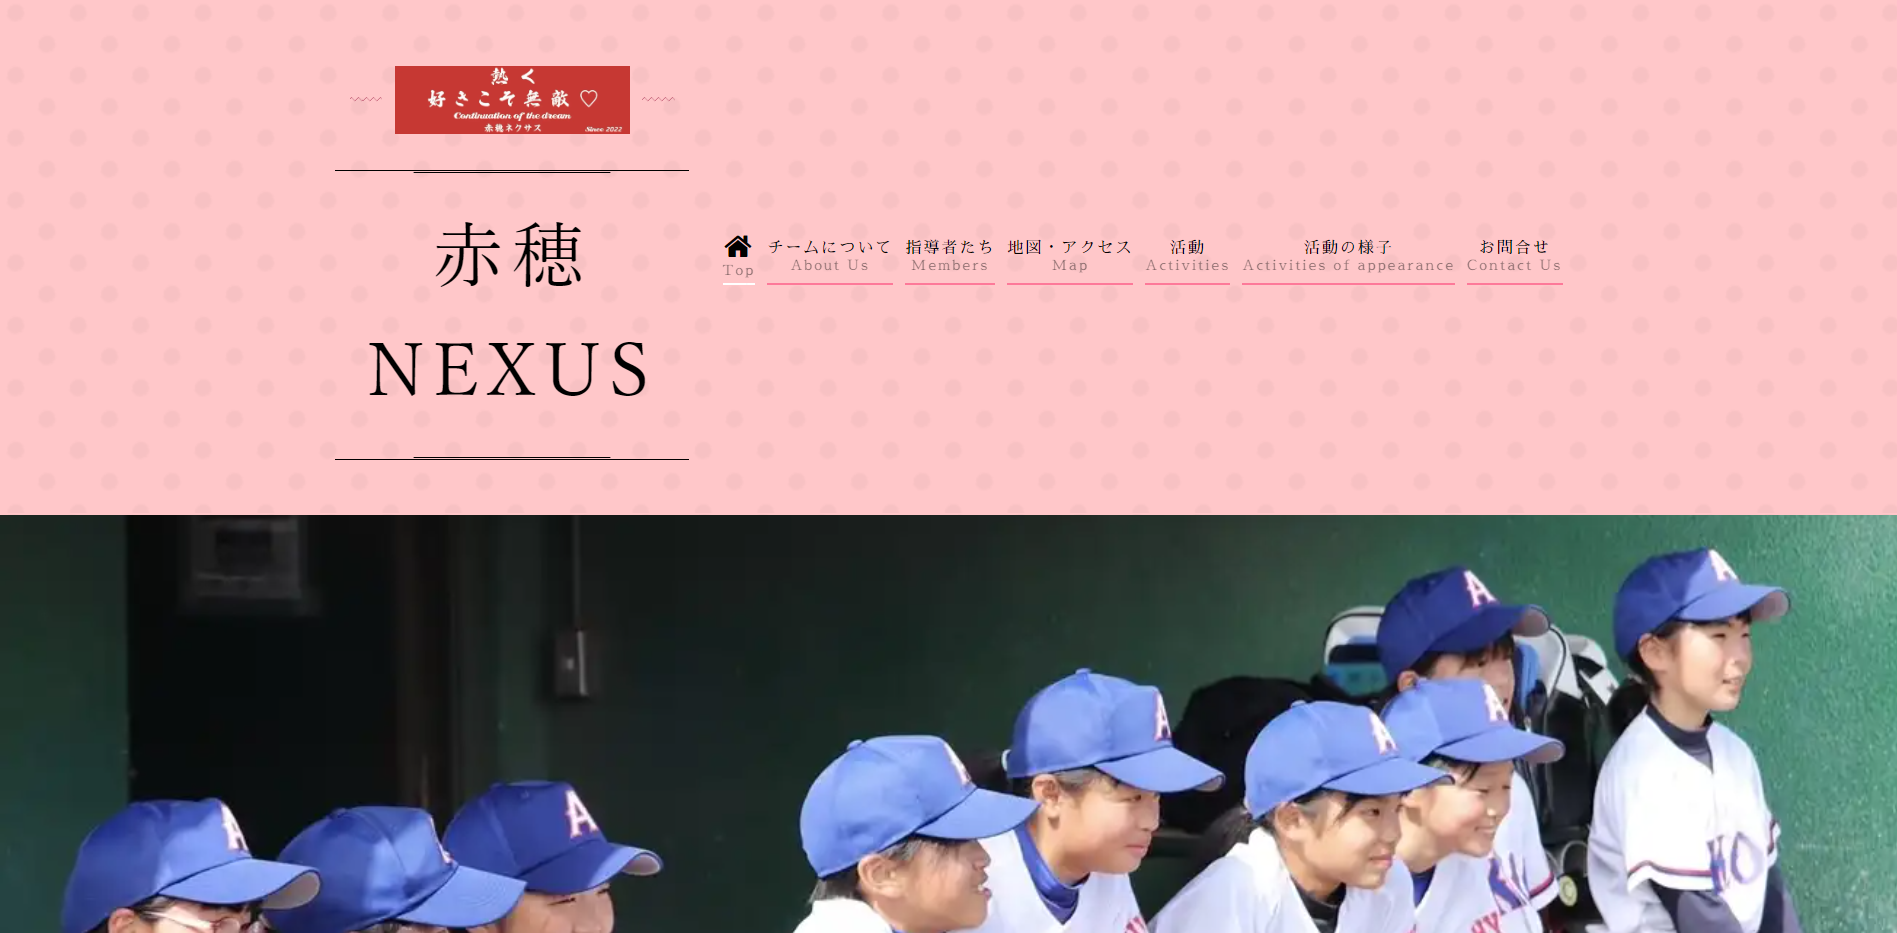 熱く
好きこそ無敵♡
Continuation of the dream
赤穂ネクサス
Since 2022
赤穂
NEXUS
Top
チームについて
About Us
指導者たち
Members
地図・アクセス
Map
活動
Activities
活動の様子
Activities of appearance
お問合せ
Contact Us
A
A
A
A
A
A
A
A
HO